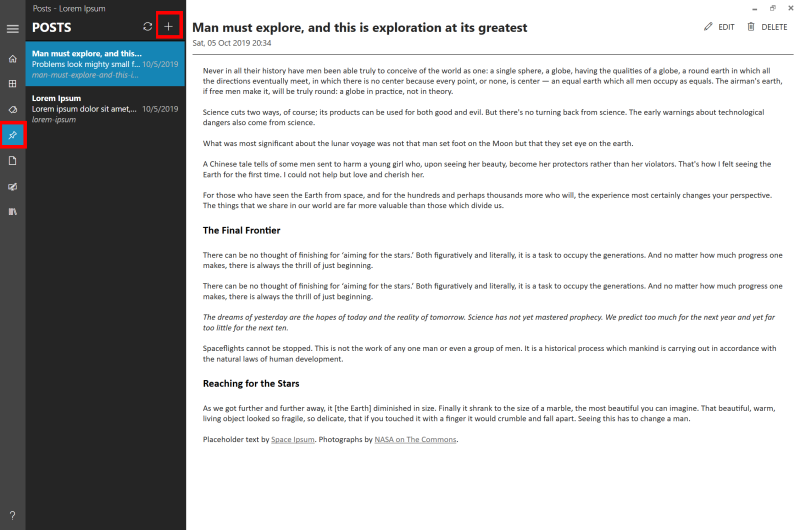 Posts - Lorem Ipsum
POSTS
Man must explore, and this...
Problems look mighty small f... 10/5/2019
man-must-explore-and-this-i...
Lorem Ipsum
Lorem ipsum dolor sit amet,... 10/5/2019
lorem-ipsum
?
Man must explore, and this is exploration at its greatest
EDIT
DELETE
Sat, 05 Oct 2019 20:34
Never in all their history have men been able truly to conceive of the world as one: a single sphere, a globe, having the qualities of a globe, a round earth in which all
the directions eventually meet, in which there is no center because every point, or none, is center — an equal earth which all men occupy as equals. The airman's earth,
if free men make it, will be truly round: a globe in practice, not in theory.
Science cuts two ways, of course; its products can be used for both good and evil. But there's no turning back from science. The early warnings about technological
dangers also come from science.
What was most significant about the lunar voyage was not that man set foot on the Moon but that they set eye on the earth.
A Chinese tale tells of some men sent to harm a young girl who, upon seeing her beauty, become her protectors rather than her violators. That's how I felt seeing the
Earth for the first time. I could not help but love and cherish her.
For those who have seen the Earth from space, and for the hundreds and perhaps thousands more who will, the experience most certainly changes your perspective.
The things that we share in our world are far more valuable than those which divide us.
The Final Frontier
There can be no thought of finishing for 'aiming for the stars.' Both figuratively and literally, it is a task to occupy the generations. And no matter how much progress one
makes, there is always the thrill of just beginning.
There can be no thought of finishing for 'aiming for the stars.' Both figuratively and literally, it is a task to occupy the generations. And no matter how much progress one
makes, there is always the thrill of just beginning.
The dreams of yesterday are the hopes of today and the reality of tomorrow. Science has not yet mastered prophecy. We predict too much for the next year and yet far
too little for the next ten.
Spaceflights cannot be stopped. This is not the work of any one man or even a group of men. It is a historical process which mankind is carrying out in accordance with
the natural laws of human development.
Reaching for the Stars
As we got further and further away, it [the Earth] diminished in size. Finally it shrank to the size of a marble, the most beautiful you can imagine. That beautiful, warm,
living object looked so fragile, so delicate, that if you touched it with a finger it would crumble and fall apart. Seeing this has to change a man.
Placeholder text by Space Ipsum. Photographs by NASA on The Commons.